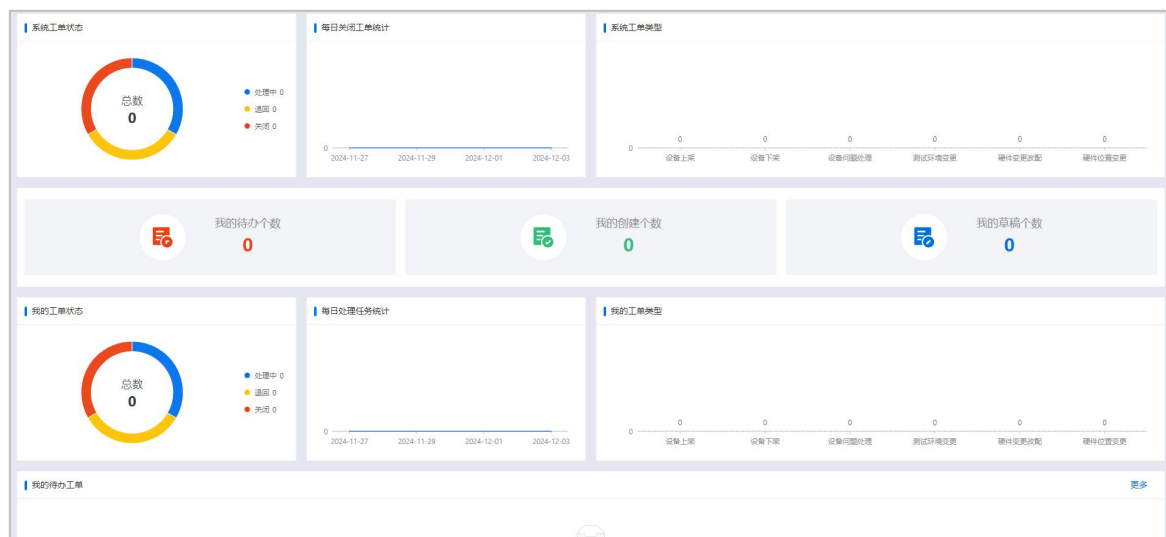 系统工单状态
总数
0
处理中 0
退回 0
关闭 0
每日关闭工单统计
0
2024-11-27 2024-11-29 2024-12-01 2024-12-03
系统工单类型
0 0 0 0 0 0
0
设备上架 设备下架 设备问题处理 测试环境变更 硬件变更改配 硬件位置变更
我的待办个数
0
我的创建个数
0
我的草稿个数
0
我的工单状态
总数
0
处理中 0
退回 0
关闭 0
每日处理任务统计
0
2024-11-27 2024-11-29 2024-12-01 2024-12-03
我的工单类型
0 0 0 0 0 0
0
设备上架 设备下架 设备问题处理 测试环境变更 硬件变更改配 硬件位置变更
我的待办工单 更多